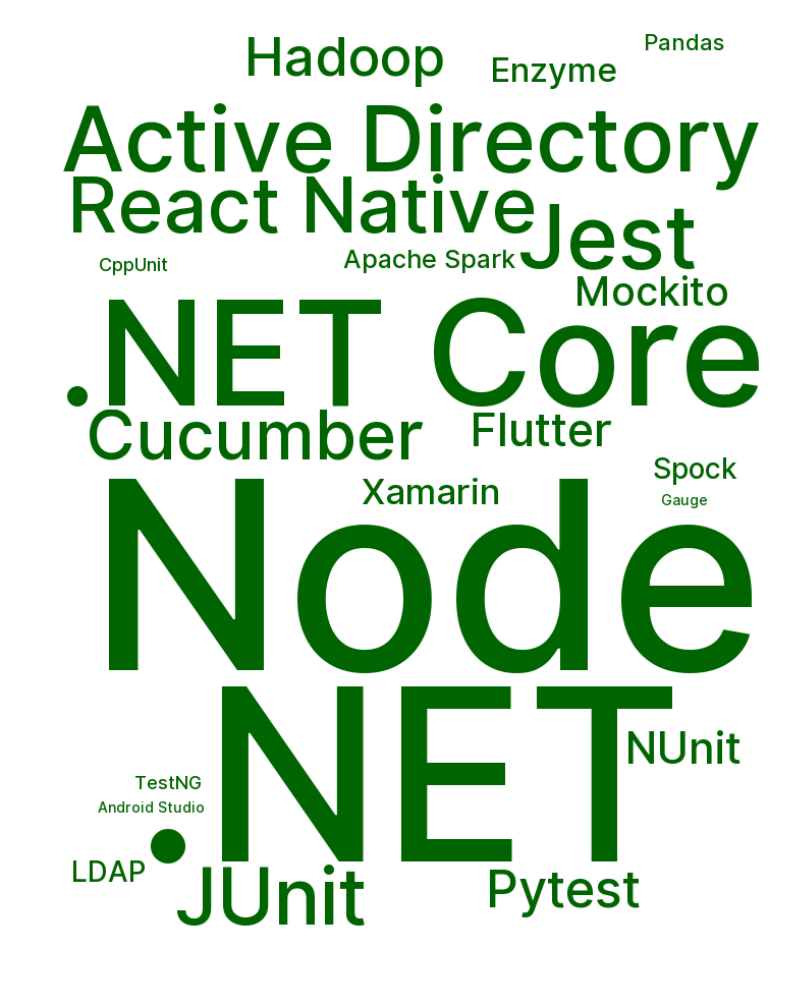 Hadoop
Enzyme
Pandas
Active Directory
React Native
Jest
CppUnit
Apache Spark
Mockito
.NET Core
Cucumber
Flutter
Spock
Xamarin
Gauge
Node
.NET
NUnit
TestNG
Android Studio
LDAP
JUnit
Pytest